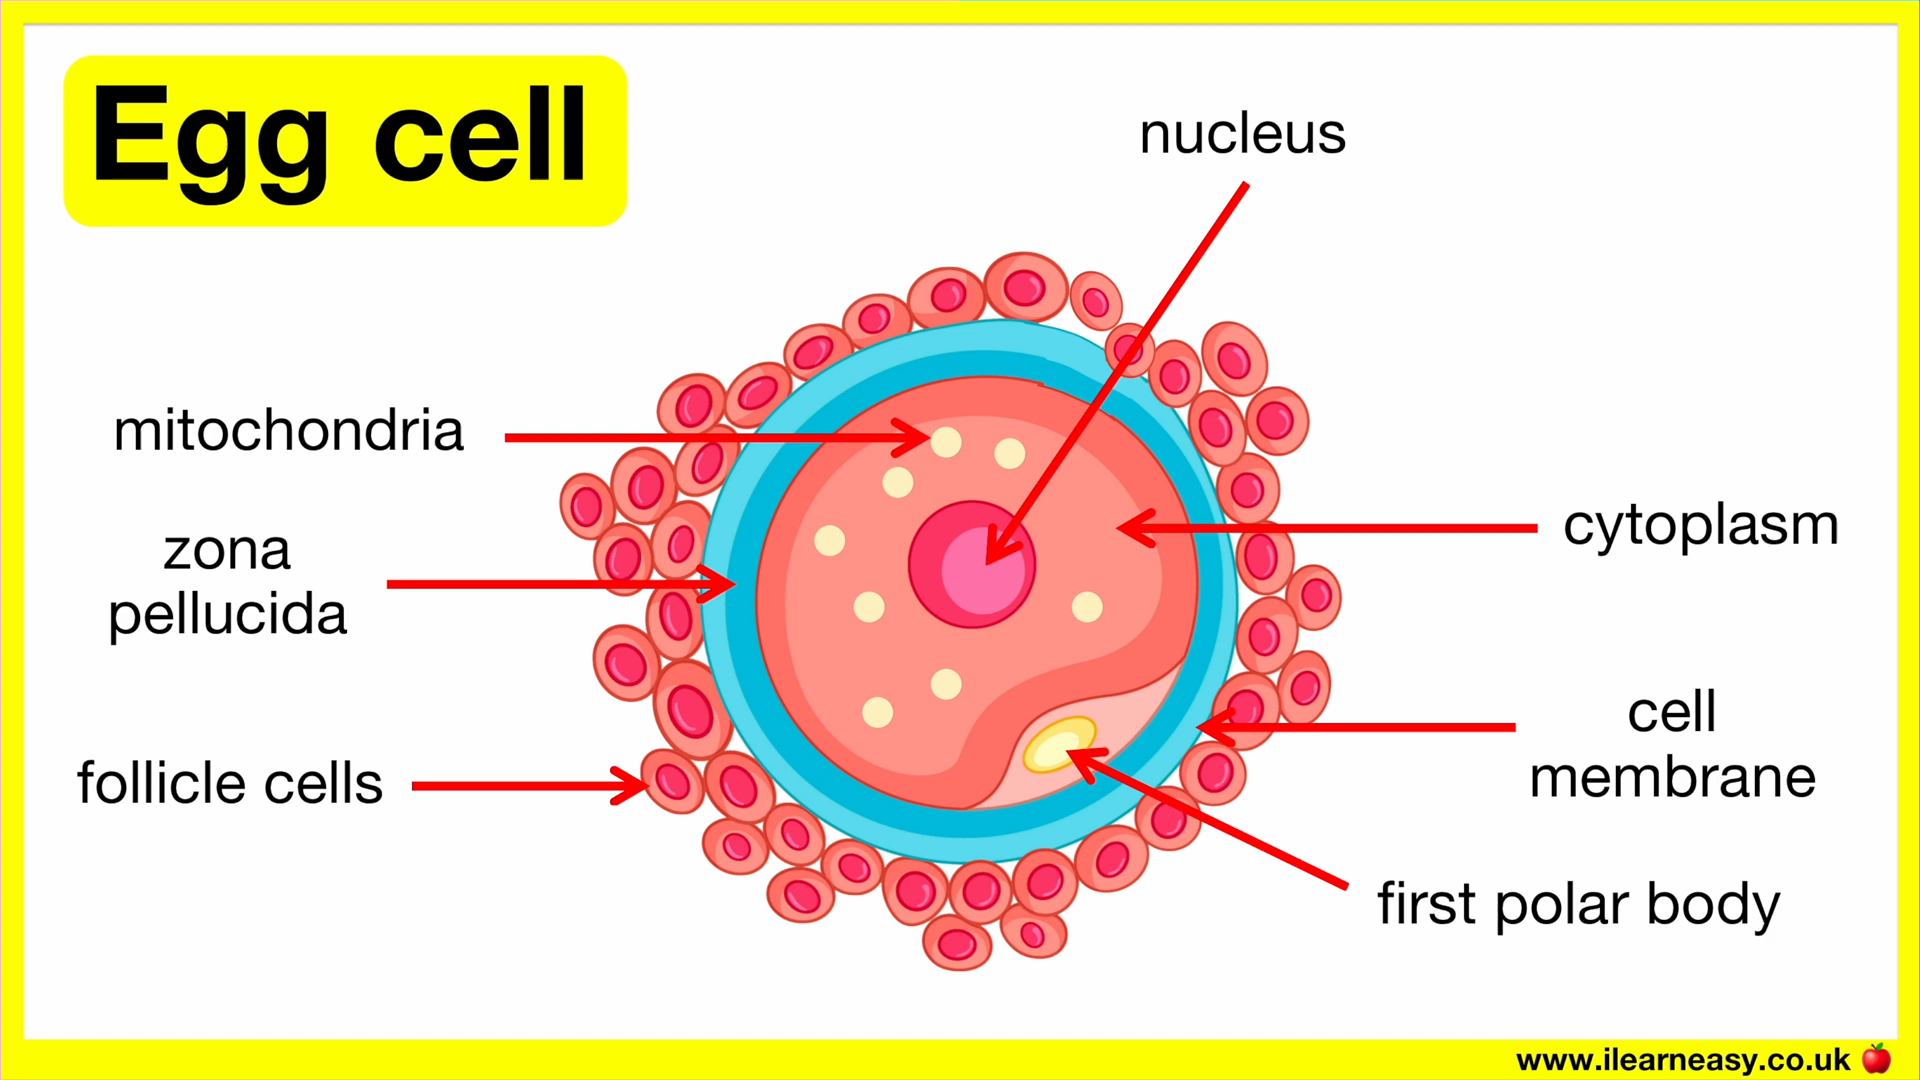 Egg cell
nucleus
mitochondria
zona
pellucida
cytoplasm
cell
membrane
follicle cells
first polar body
www.ilearneasy.co.uk